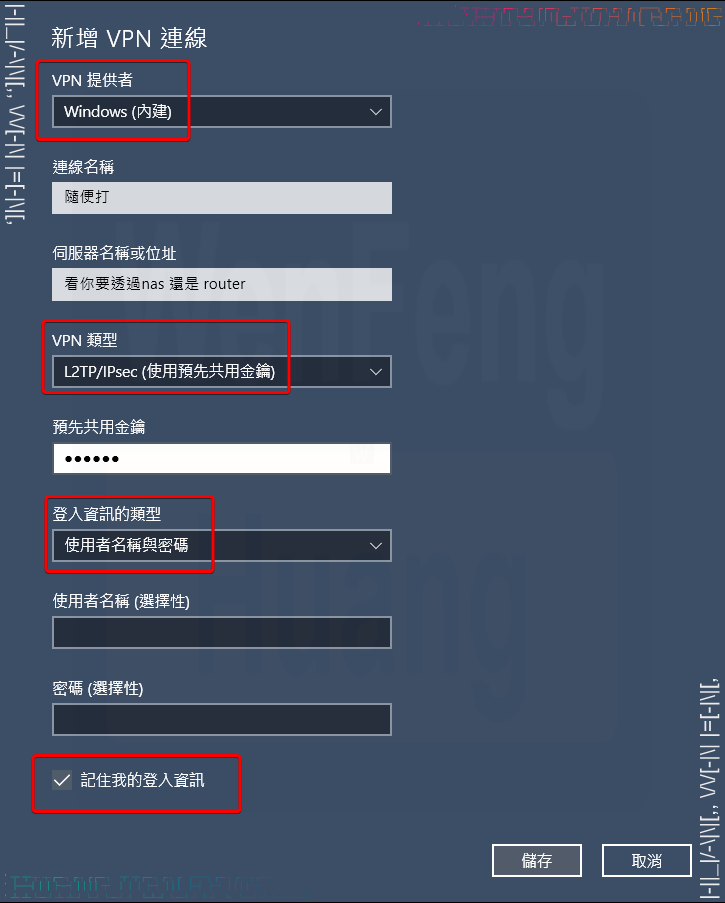 新增 VPN 連線
VPN 提供者
Windows (內建)
連線名稱
隨便打
伺服器名稱或位址
看你要透過nas 還是 router
VPN 類型
L2TP/IPsec (使用預先共用金鑰)
預先共用金鑰
••••••
登入資訊的類型
使用者名稱與密碼
使用者名稱 (選擇性)
密碼 (選擇性)
記住我的登入資訊
儲存
取消
WenFeng
Huang